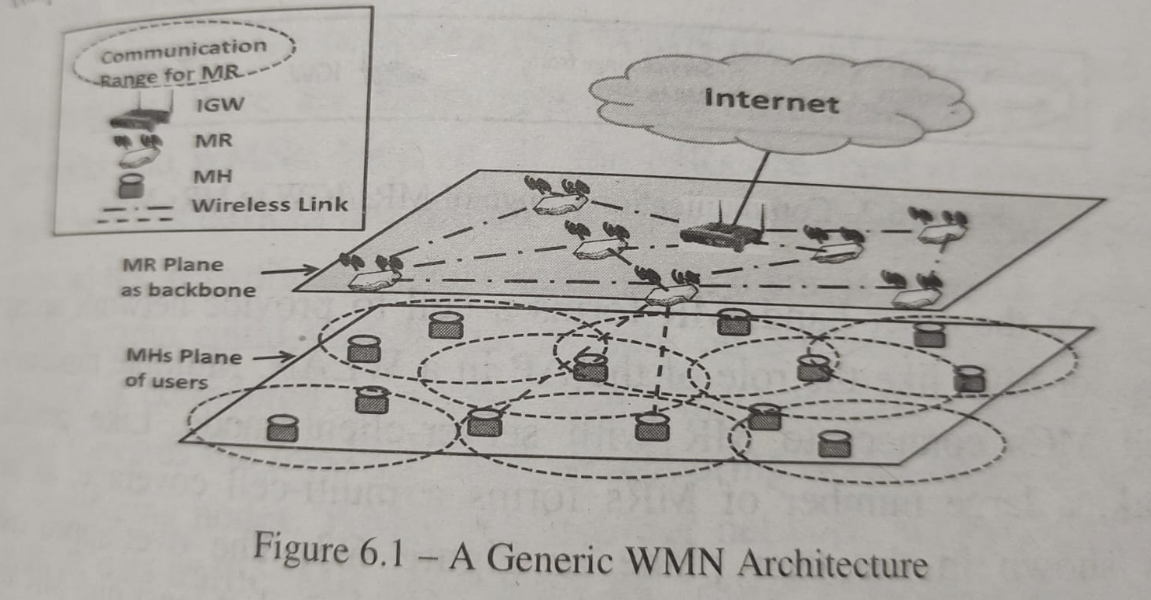 Communication
Range for MR
IGW
MR
MH
Wireless Link
Internet
MR Plane
as backbone
MHs Plane
of users
Figure 6.1 – A Generic WMN Architecture